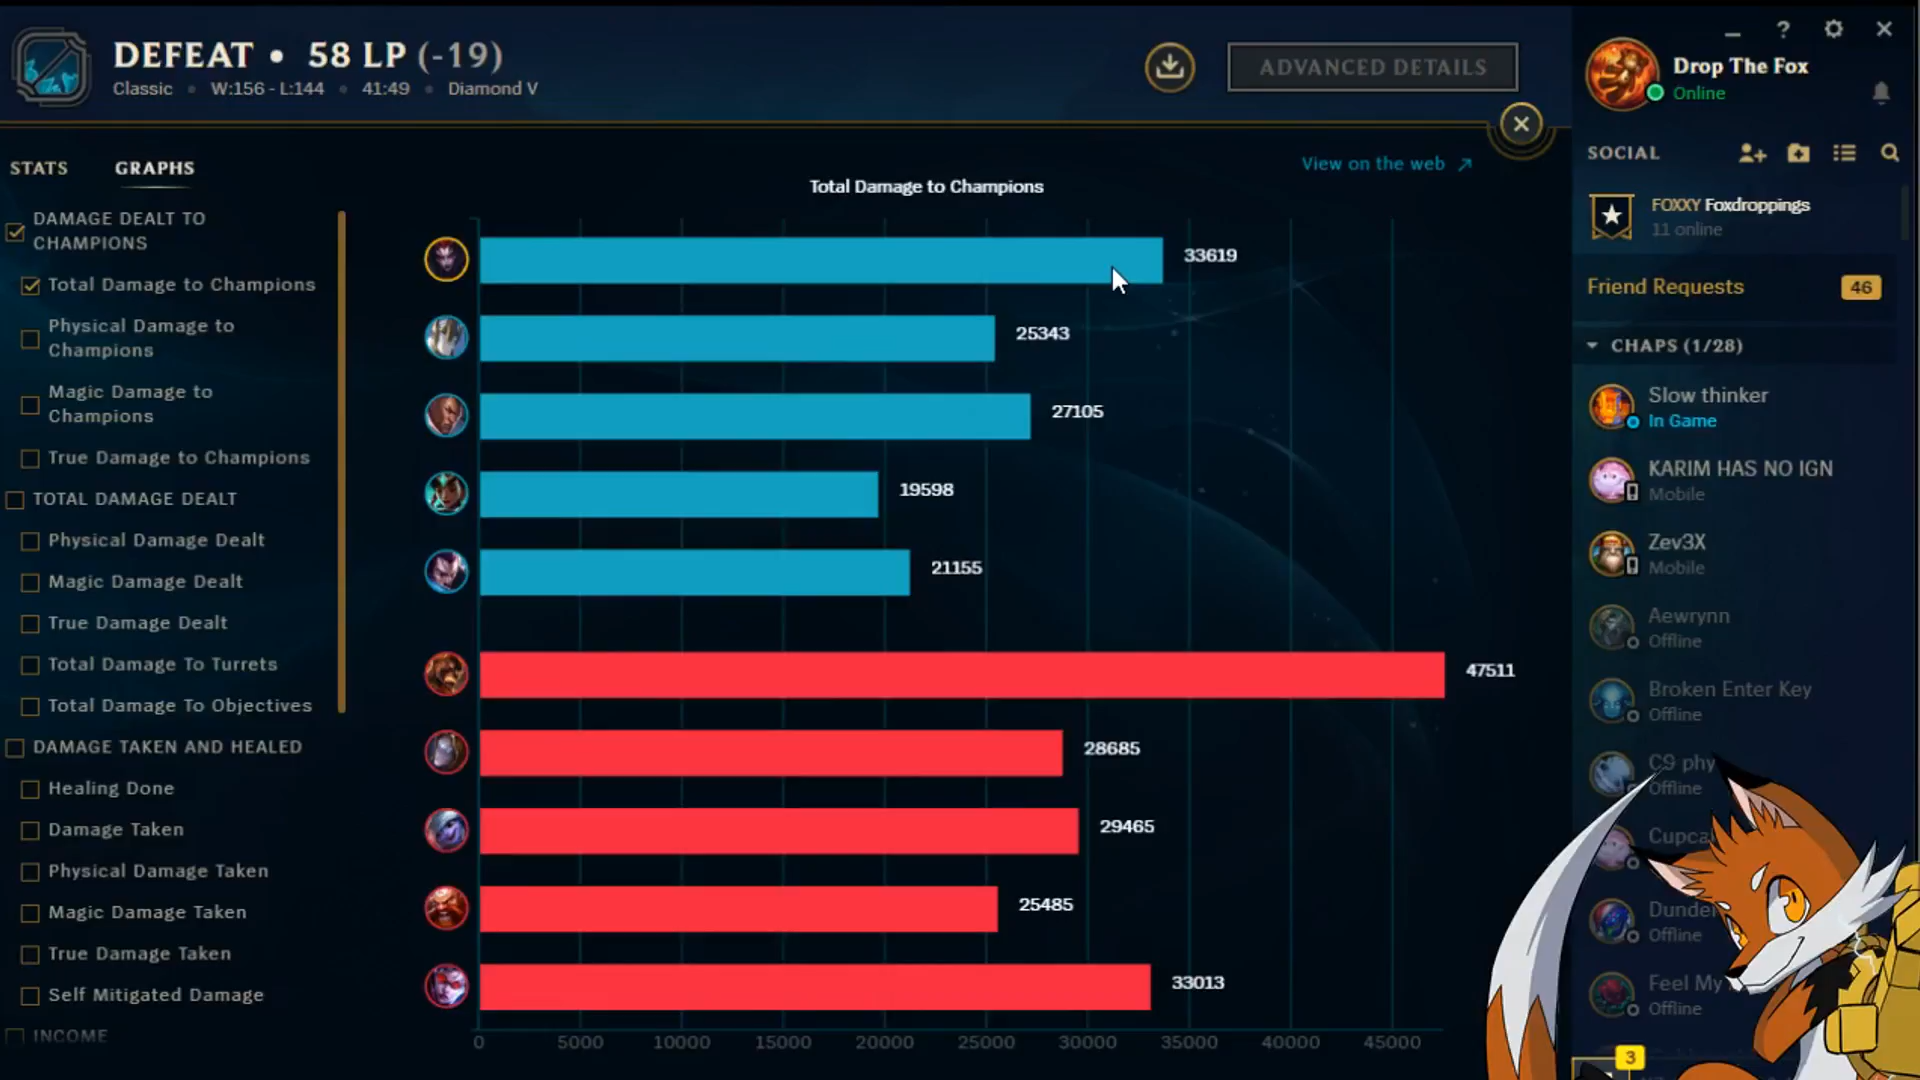 DEFEAT • 58 LP (-19)
Classic • W:156 - L:144 • 41:49 • Diamond V
ADVANCED DETAILS
STATS
GRAPHS
View on the web
DAMAGE DEALT TO
CHAMPIONS
Total Damage to Champions
Physical Damage to
Champions
Magic Damage to
Champions
True Damage to Champions
TOTAL DAMAGE DEALT
Physical Damage Dealt
Magic Damage Dealt
True Damage Dealt
Total Damage To Turrets
Total Damage To Objectives
DAMAGE TAKEN AND HEALED
Healing Done
Damage Taken
Physical Damage Taken
Magic Damage Taken
True Damage Taken
Self Mitigated Damage
INCOME
Total Damage to Champions
33619
25343
27105
19598
21155
47511
28685
29465
25485
33013
0 5000 10000 15000 20000 25000 30000 35000 40000 45000
?
Drop The Fox
Online
SOCIAL
FOXXY Foxdroppings
11 online
Friend Requests 46
CHAPS (1/28)
Slow thinker
In Game
KARIM HAS NO IGN
Mobile
Zev3X
Mobile
Aewrynn
Offline
Broken Enter Key
Offline
C9 phy
Offline
Offline
Feel My
Offline
3